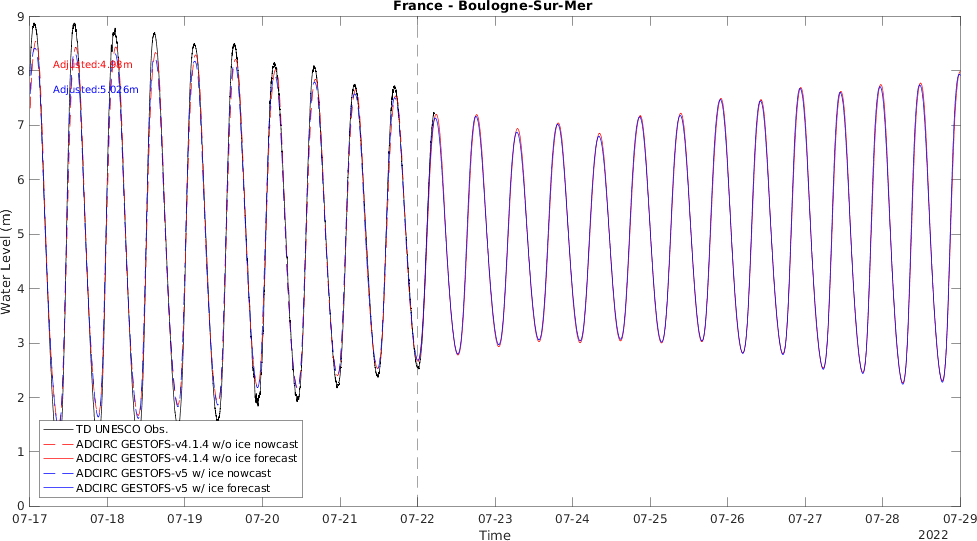 France - Boulogne-Sur-Mer
Water Level (m)
9
8
7
6
5
4
3
2
1
0
Adjusted:4.98m
Adjusted:5.026m
TD UNESCO Obs.
ADCIRC GESTOFS-v4.1.4 w/o ice nowcast
ADCIRC GESTOFS-v4.1.4 w/o ice forecast
ADCIRC GESTOFS-v5 w/ ice nowcast
ADCIRC GESTOFS-v5 w/ ice forecast
07-17 07-18 07-19 07-20 07-21 07-22 07-23 07-24 07-25 07-26 07-27 07-28 07-29
Time
2022